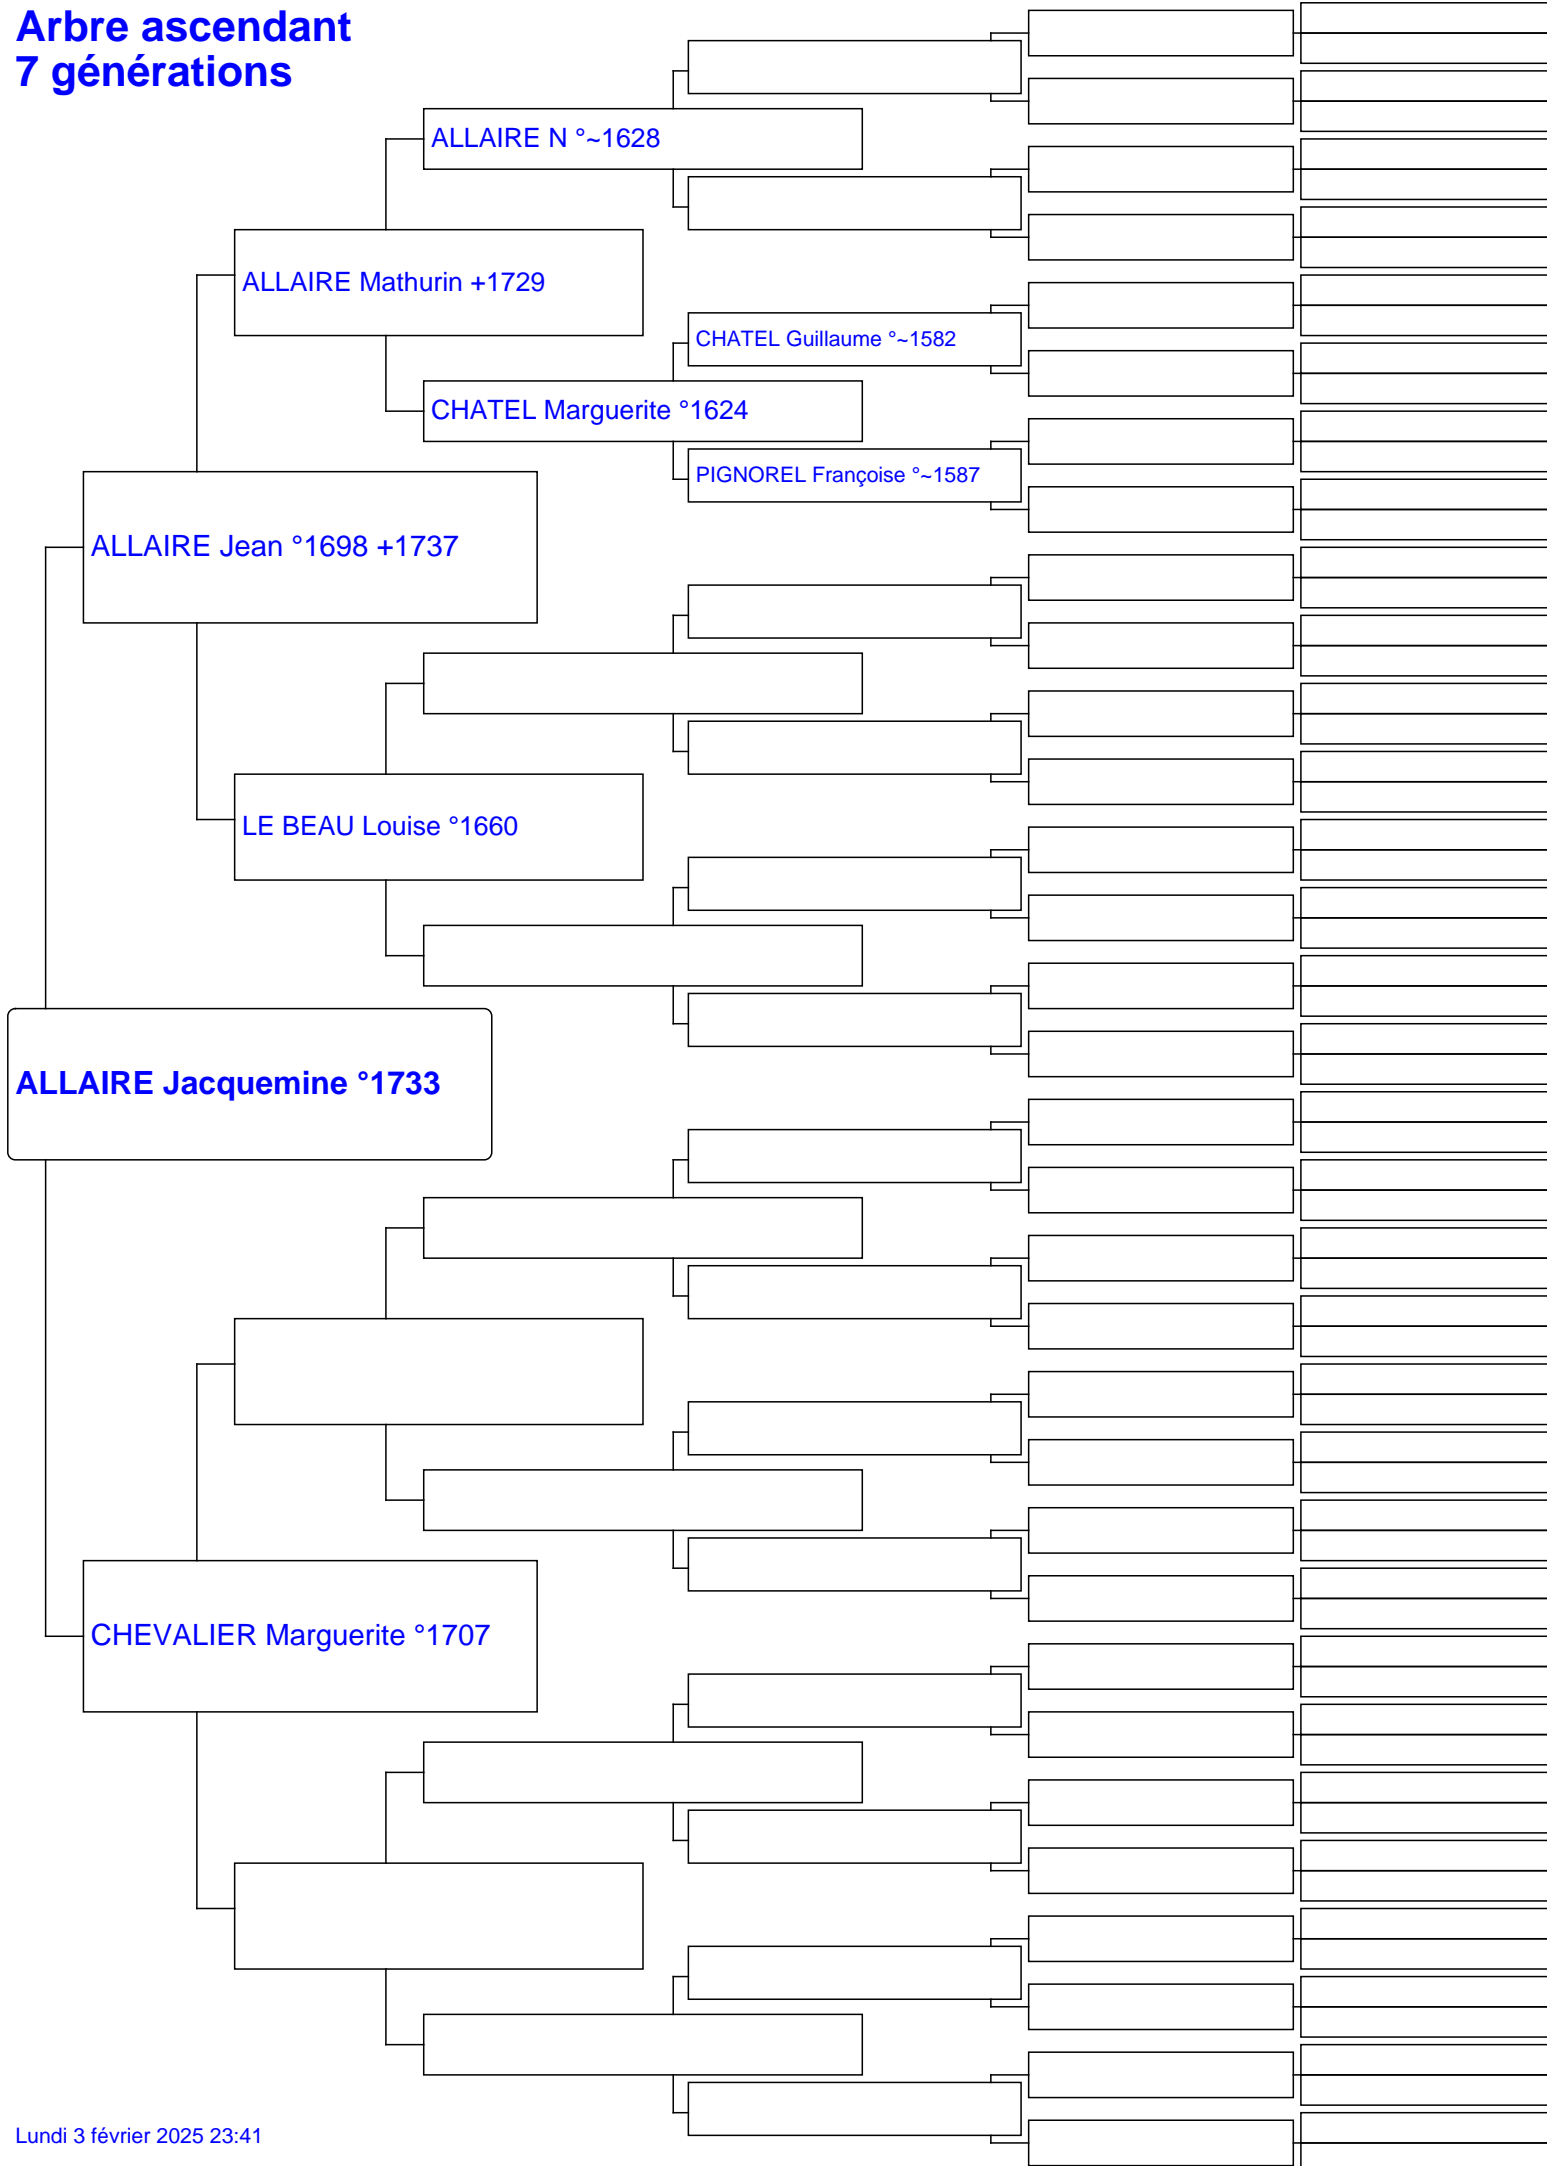 Arbre ascendant
7 générations
ALLAIRE N °~1628
ALLAIRE Mathurin +1729
CHATEL Guillaume °~1582
CHATEL Marguerite °1624
PIGNOREL Françoise °~1587
ALLAIRE Jean °1698 +1737
LE BEAU Louise °1660
ALLAIRE Jacquemine °1733
CHEVALIER Marguerite °1707
Lundi 3 février 2025 23:41